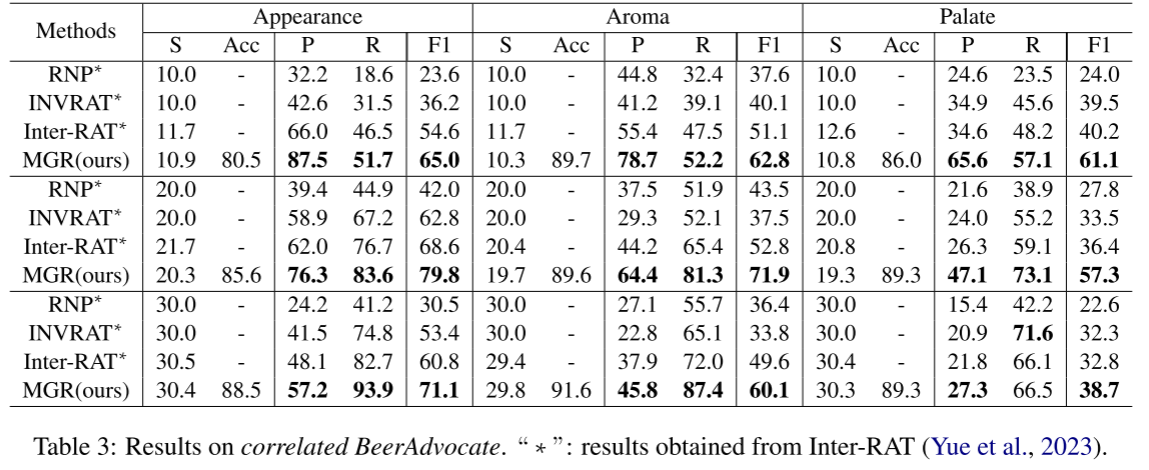 Methods Appearance Aroma Palate
S Acc P R F1 S Acc P R F1 S Acc P R F1
RNP* 10.0 - 32.2 18.6 23.6 10.0 - 44.8 32.4 37.6 10.0 - 24.6 23.5 24.0
INVRAT* 10.0 - 42.6 31.5 36.2 10.0 - 41.2 39.1 40.1 10.0 - 34.9 45.6 39.5
Inter-RAT* 11.7 - 66.0 46.5 54.6 11.7 - 55.4 47.5 51.1 12.6 - 34.6 48.2 40.2
MGR(ours) 10.9 80.5 87.5 51.7 65.0 10.3 89.7 78.7 52.2 62.8 10.8 86.0 65.6 57.1 61.1
RNP* 20.0 - 39.4 44.9 42.0 20.0 - 37.5 51.9 43.5 20.0 - 21.6 38.9 27.8
INVRAT* 20.0 - 58.9 67.2 62.8 20.0 - 29.3 52.1 37.5 20.0 - 24.0 55.2 33.5
Inter-RAT* 21.7 - 62.0 76.7 68.6 20.4 - 44.2 65.4 52.8 20.8 - 26.3 59.1 36.4
MGR(ours) 20.3 85.6 76.3 83.6 79.8 19.7 89.6 64.4 81.3 71.9 19.3 89.3 47.1 73.1 57.3
RNP* 30.0 - 24.2 41.2 30.5 30.0 - 27.1 55.7 36.4 30.0 - 15.4 42.2 22.6
INVRAT* 30.0 - 41.5 74.8 53.4 30.0 - 22.8 65.1 33.8 30.0 - 20.9 71.6 32.3
Inter-RAT* 30.5 - 48.1 82.7 60.8 29.4 - 37.9 72.0 49.6 30.4 - 21.8 66.1 32.8
MGR(ours) 30.4 88.5 57.2 93.9 71.1 29.8 91.6 45.8 87.4 60.1 30.3 89.3 27.3 66.5 38.7
Table 3: Results on correlated BeerAdvocate. “*”: results obtained from Inter-RAT (Yue et al., 2023).